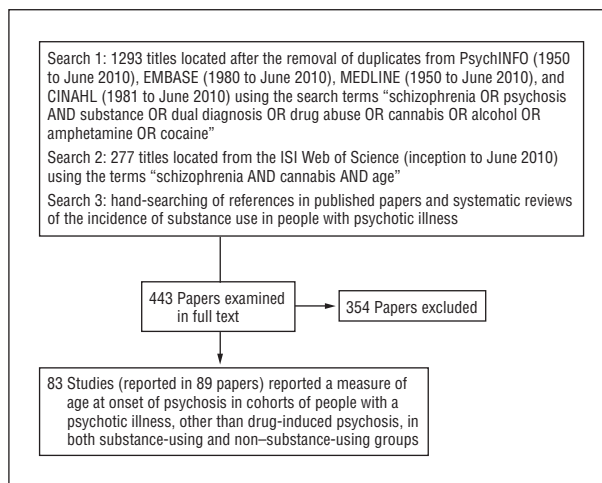 Search 1: 1293 titles located after the removal of duplicates from PsychINFO (1950
to June 2010), EMBASE (1980 to June 2010), MEDLINE (1950 to June 2010), and
CINAHL (1981 to June 2010) using the search terms “schizophrenia OR psychosis
AND substance OR dual diagnosis OR drug abuse OR cannabis OR alcohol OR
amphetamine OR cocaine”
Search 2: 277 titles located from the ISI Web of Science (inception to June 2010)
using the terms “schizophrenia AND cannabis AND age”
Search 3: hand-searching of references in published papers and systematic reviews
of the incidence of substance use in people with psychotic illness
443 Papers examined
in full text
354 Papers excluded
83 Studies (reported in 89 papers) reported a measure of
age at onset of psychosis in cohorts of people with a
psychotic illness, other than drug-induced psychosis, in
both substance-using and non–substance-using groups